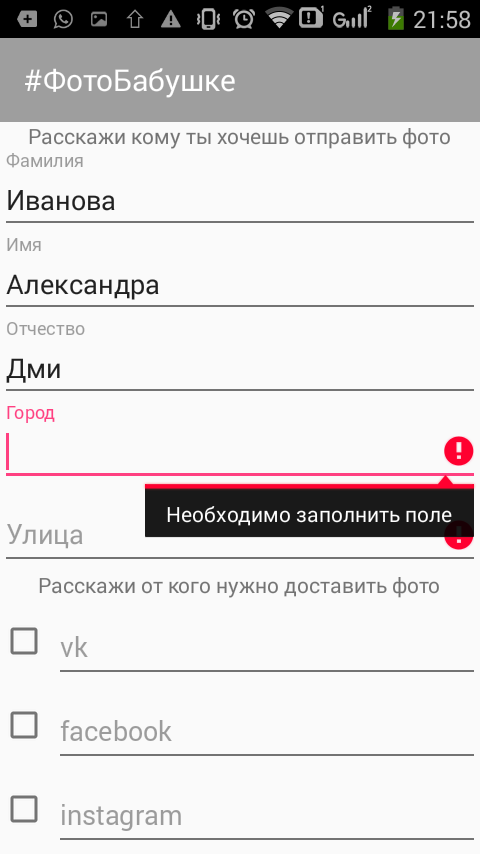 21:58
#ФотоБабушке
Расскажи кому ты хочешь отправить фото
Фамилия
Иванова
Имя
Александра
Отчество
Дми
Город
Необходимо заполнить поле
Улица
Расскажи от кого нужно доставить фото
vk
facebook
instagram